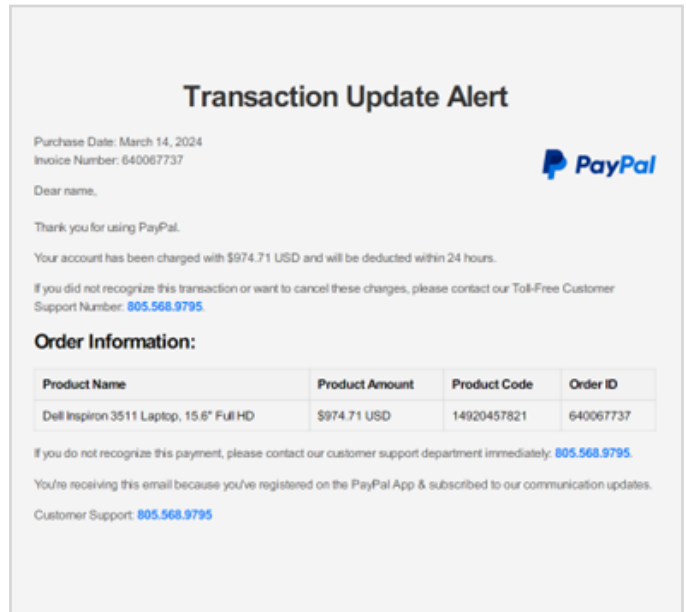 Transaction Update Alert
Purchase Date: March 14, 2024
Invoice Number: 640067737
PayPal
Dear name,
Thank you for using PayPal.
Your account has been charged with $974.71 USD and will be deducted within 24 hours.
If you did not recognize this transaction or want to cancel these charges, please contact our Toll-Free Customer
Support Number: 805.568.9795.
Order Information:
Product Name Product Amount Product Code Order ID
Dell Inspiron 3511 Laptop, 15.6" Full HD $974.71 USD 14920457821 640067737
If you do not recognize this payment, please contact our customer support department immediately: 805.568.9795.
You're receiving this email because you've registered on the PayPal App & subscribed to our communication updates.
Customer Support: 805.568.9795